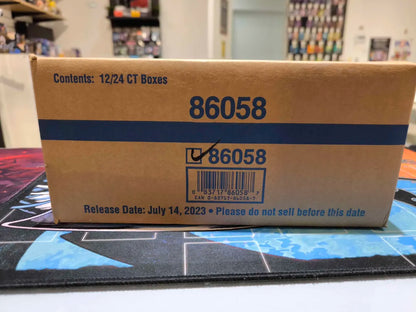 Contents: 12/24 CT Boxes
86058
86058
Release Date: July 14, 2023 • Please do not sell before this date